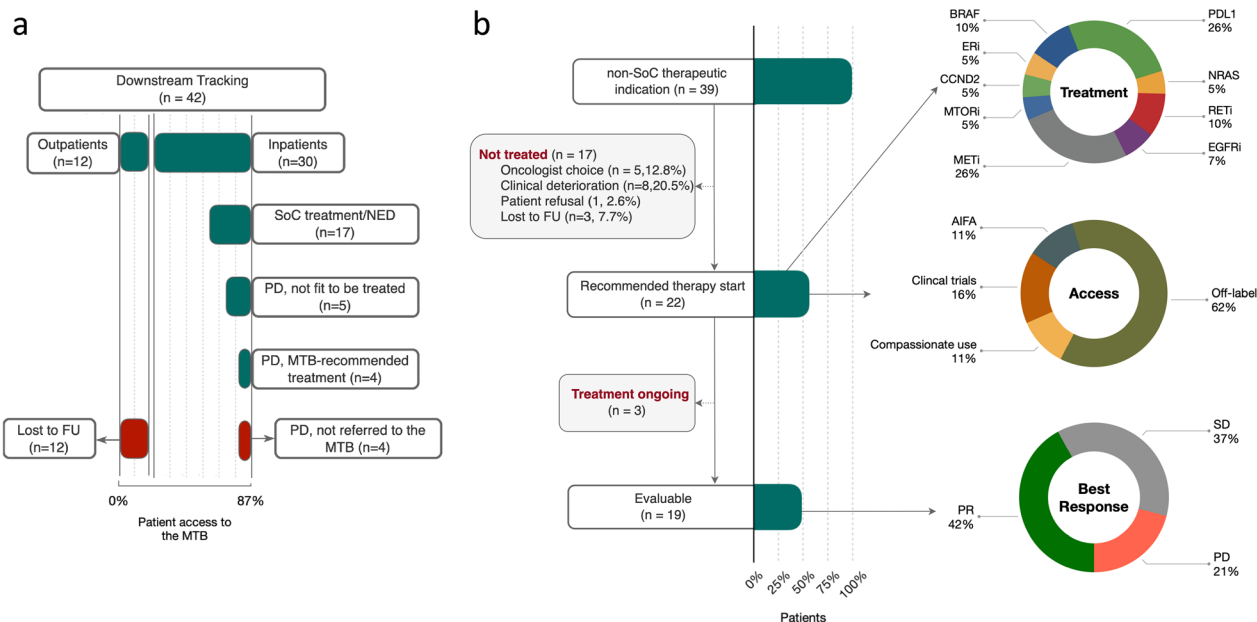 a
Downstream Tracking
(n = 42)
Outpatients
(n=12)
Inpatients
(n=30)
SoC treatment/NED
(n=17)
PD, not fit to be treated
(n=5)
PD, MTB-recommended
treatment (n=4)
Lost to FU
(n=12)
PD, not referred to the
MTB (n=4)
0%
87%
Patient access to
the MTB
b
non-SoC therapeutic
indication (n = 39)
Not treated (n = 17)
Oncologist choice (n = 5,12.8%)
Clinical deterioration (n=8,20.5%)
Patient refusal (1, 2.6%)
Lost to FU (n=3, 7.7%)
Recommended therapy start
(n = 22)
Treatment ongoing
(n = 3)
Evaluable
(n = 19)
0%
25%
50%
75%
100%
Patients
BRAF
10%
ERi
5%
CCND2
5%
MTORi
5%
METi
26%
PDL1
26%
NRAS
5%
RETi
10%
EGFRi
7%
Treatment
AIFA
11%
Clincal trials
16%
Compassionate use
11%
Off-label
62%
Access
SD
37%
PR
42%
PD
21%
Best
Response